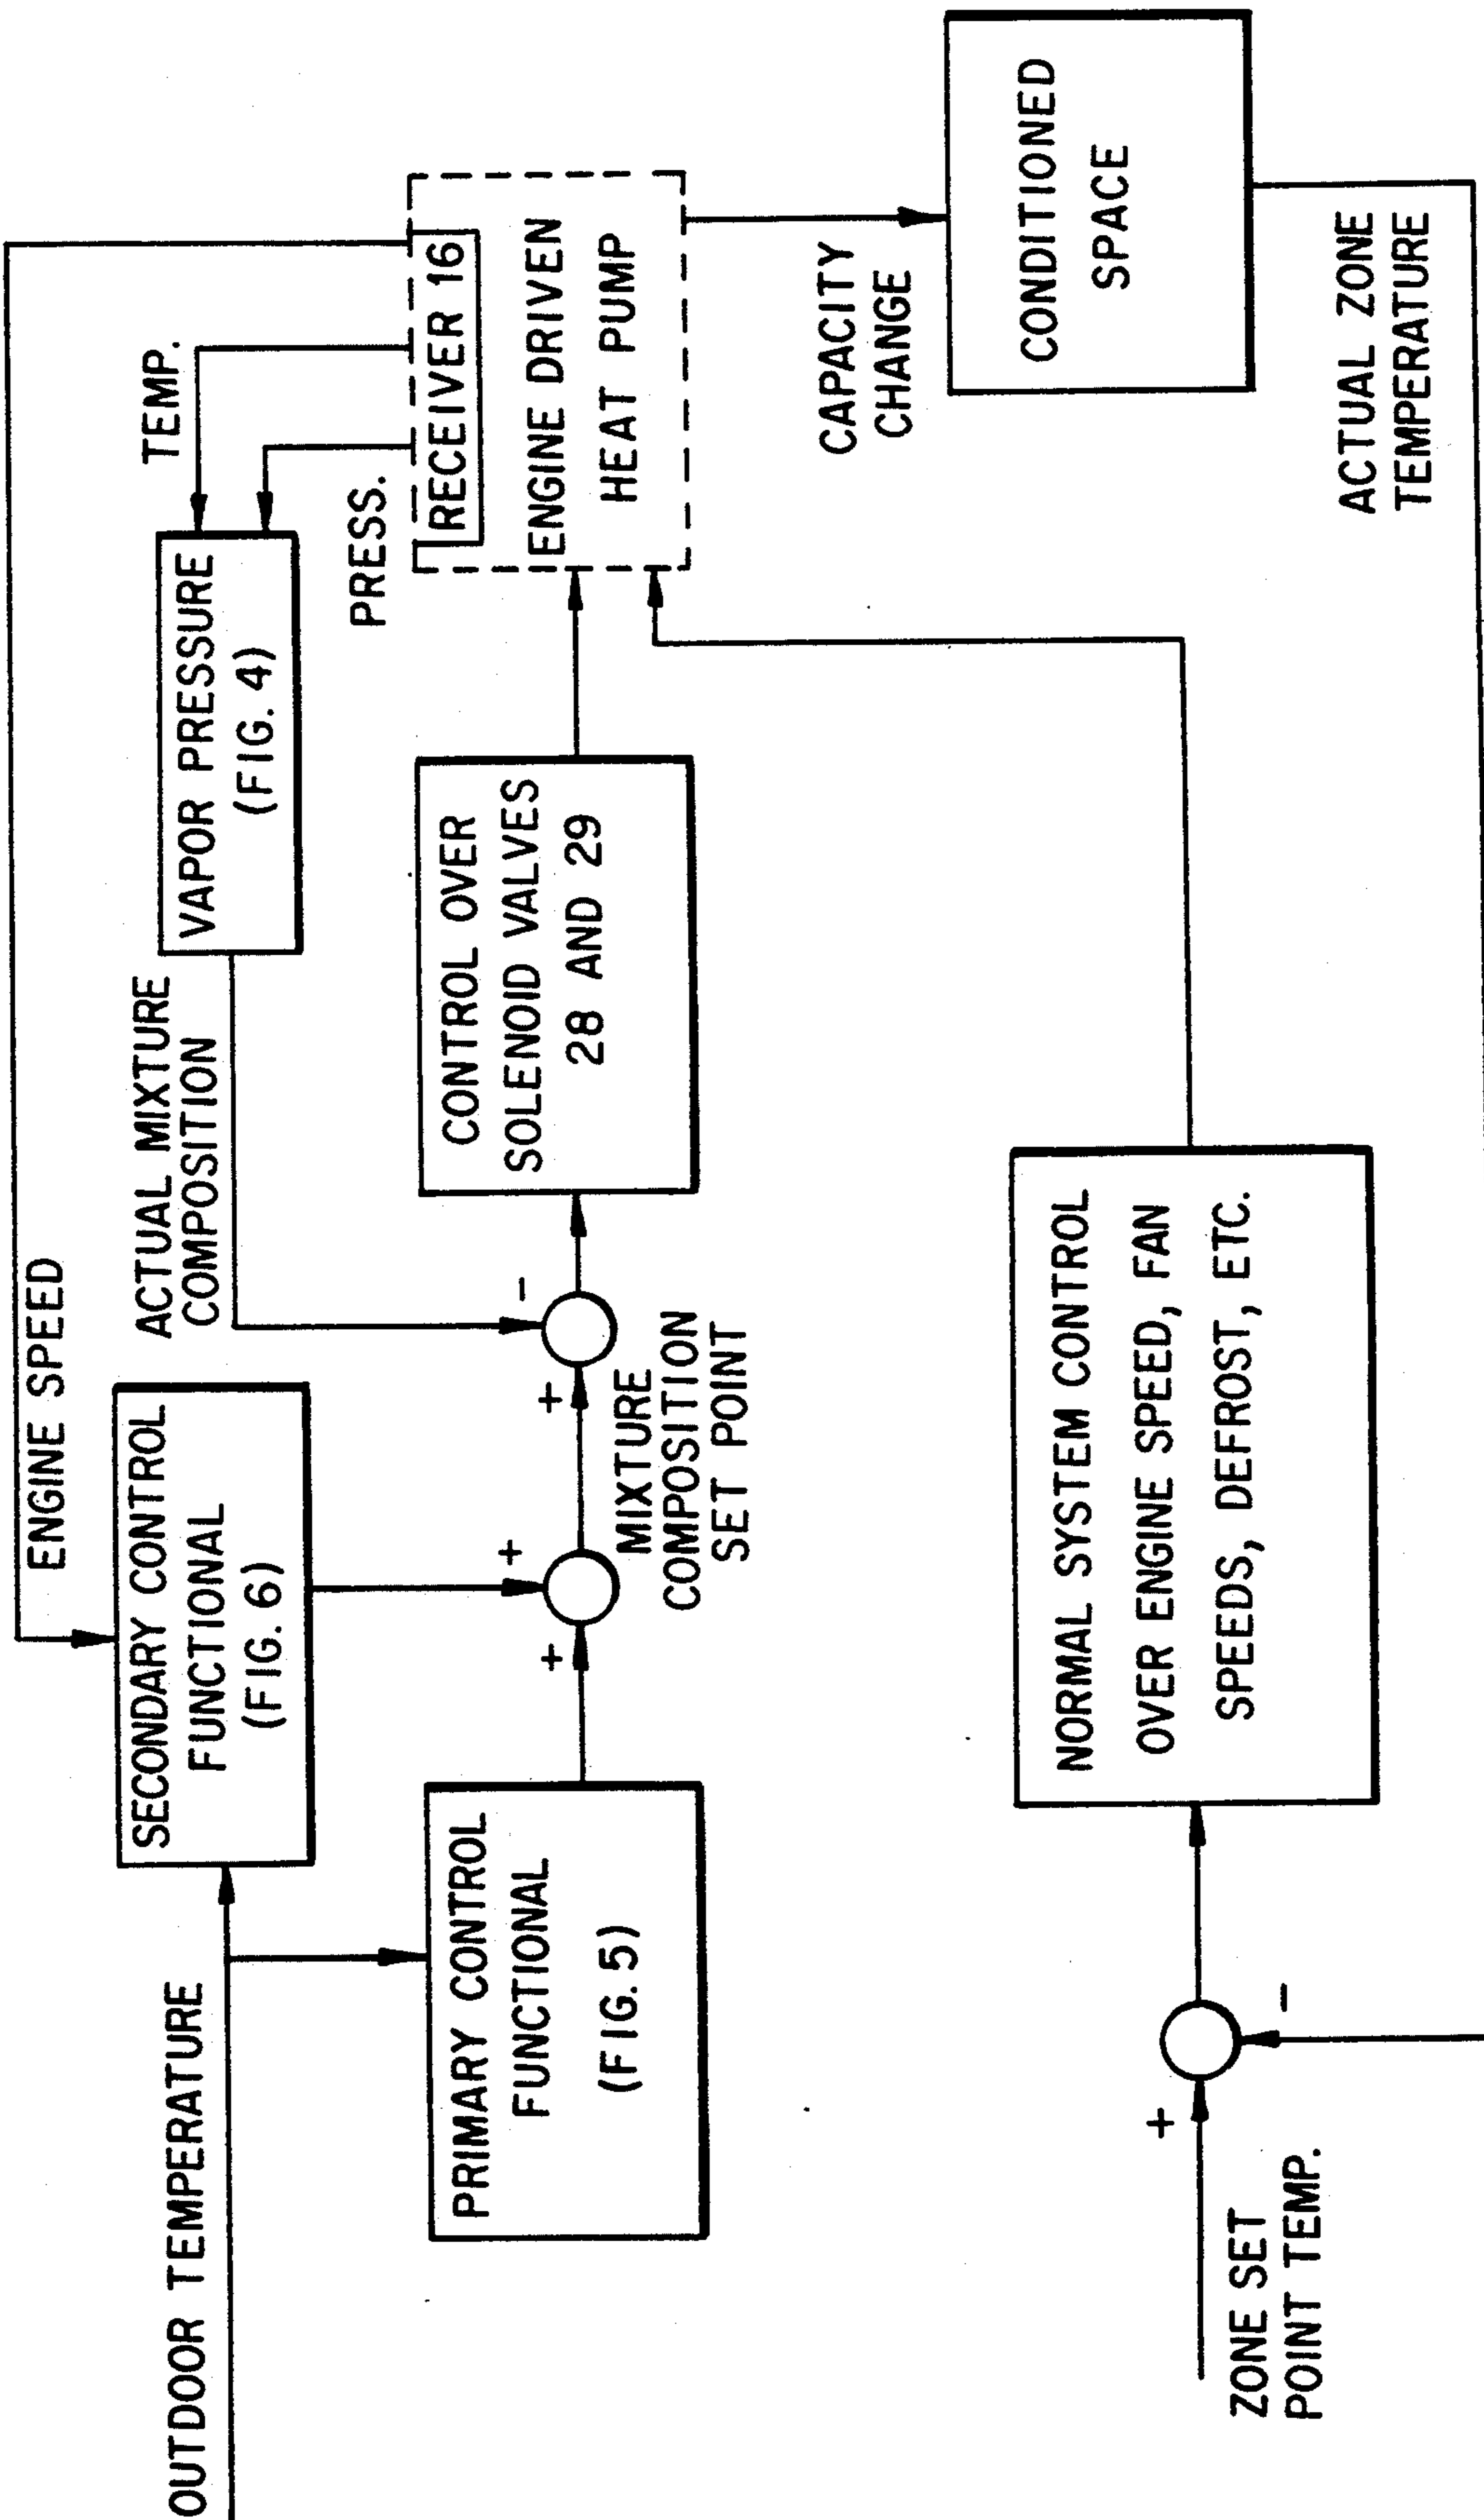 OUTDOOR TEMPERATURE
ENGINE SPEED
SECONDARY CONTROL
FUNCTIONAL
(FIG. 6)
PRIMARY CONTROL
FUNCTIONAL
(FIG. 5)
+
+
MIXTURE
COMPOSITION
SET POINT
+
-
ACTUAL MIXTURE
COMPOSITION
CONTROL OVER
SOLENOID VALVES
28 AND 29
VAPOR PRESSURE
(FIG. 4)
TEMP.
PRESS.
RECEIVER 16
ENGINE DRIVEN
HEAT PUMP
CAPACITY
CHANGE
CONDITIONED
SPACE
ACTUAL ZONE
TEMPERATURE
ZONE SET
POINT TEMP.
+
-
NORMAL SYSTEM CONTROL
OVER ENGINE SPEED, FAN
SPEEDS, DEFROST, ETC.